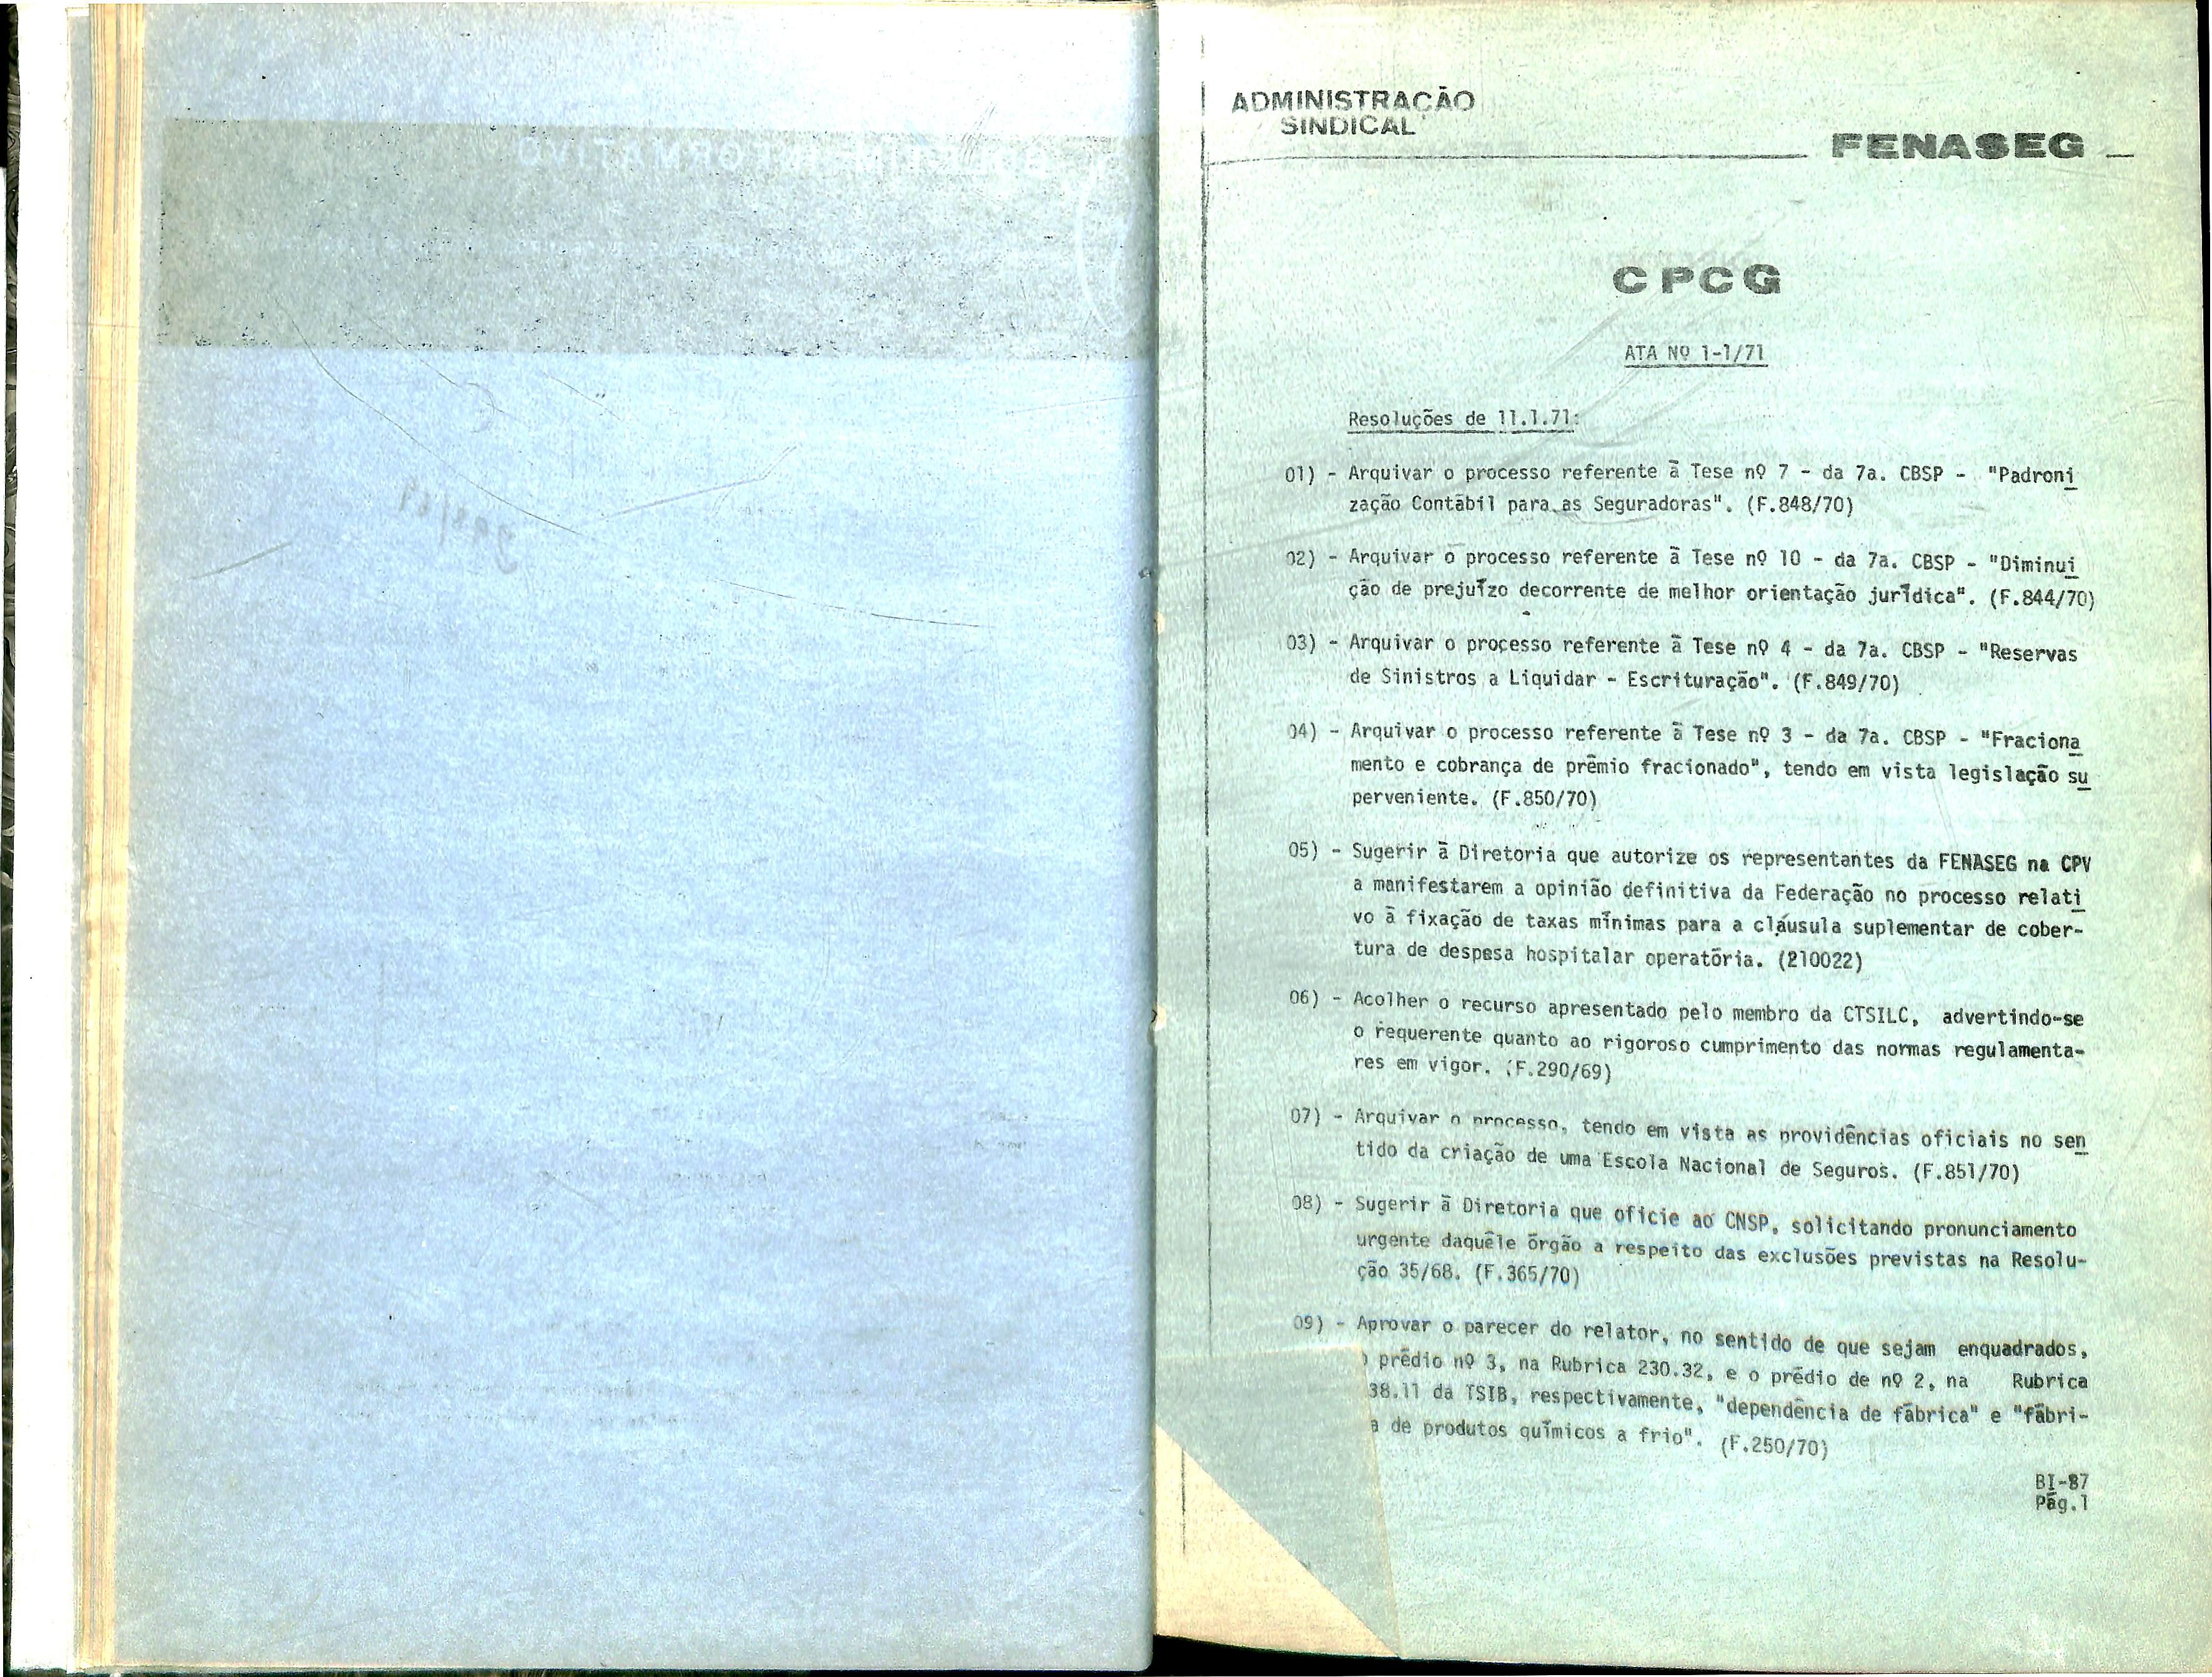 ADMINISTRAÇÃO
SINDICAL
FENASEG
CPCG
ATA Nº 1-1/71
Resoluções de 11.1.71:
01) - Arquivar o processo referente à Tese nº 7 - da 7a. CBSP - "Padroni
zação Contábil para as Seguradoras". (F.848/70)
02) - Arquivar o processo referente à Tese nº 10 - da 7a. CBSP - "Diminui
ção de prejuízo decorrente de melhor orientação jurídica". (F.844/70)
03) - Arquivar o processo referente à Tese nº 4 - da 7a. CBSP - "Reservas
de Sinistros a Liquidar - Escrituração". (F.849/70)
04) - Arquivar o processo referente à Tese nº 3 - da 7a. CBSP - "Fraciona
mento e cobrança de prêmio fracionado", tendo em vista legislação su
perveniente. (F.850/70)
05) - Sugerir à Diretoria que autorize os representantes da FENASEG na CPV
a manifestarem a opinião definitiva da Federação no processo relati
vo à fixação de taxas mínimas para a cláusula suplementar de cober-
tura de despesa hospitalar operatória. (210022)
06) - Acolher o recurso apresentado pelo membro da CTSILC, advertindo-se
o requerente quanto ao rigoroso cumprimento das normas regulamenta-
res em vigor. (F.290/69)
07) - Arquivar o processo, tendo em vista as providências oficiais no sen
tido da criação de uma Escola Nacional de Seguros. (F.851/70)
08) - Sugerir à Diretoria que oficie ao CNSP, solicitando pronunciamento
urgente daquêle órgão a respeito das exclusões previstas na Resolu-
ção 35/68. (F.365/70)
09) - Aprovar o parecer do relator, no sentido de que sejam enquadrados,
prédio nº 3, na Rubrica 230.32, e o prédio de nº 2, na Rubrica
38.11 da TSIB, respectivamente, "dependência de fábrica" e "fábri-
a de produtos químicos a frio". (F.250/70)
BI-87
Pág.1